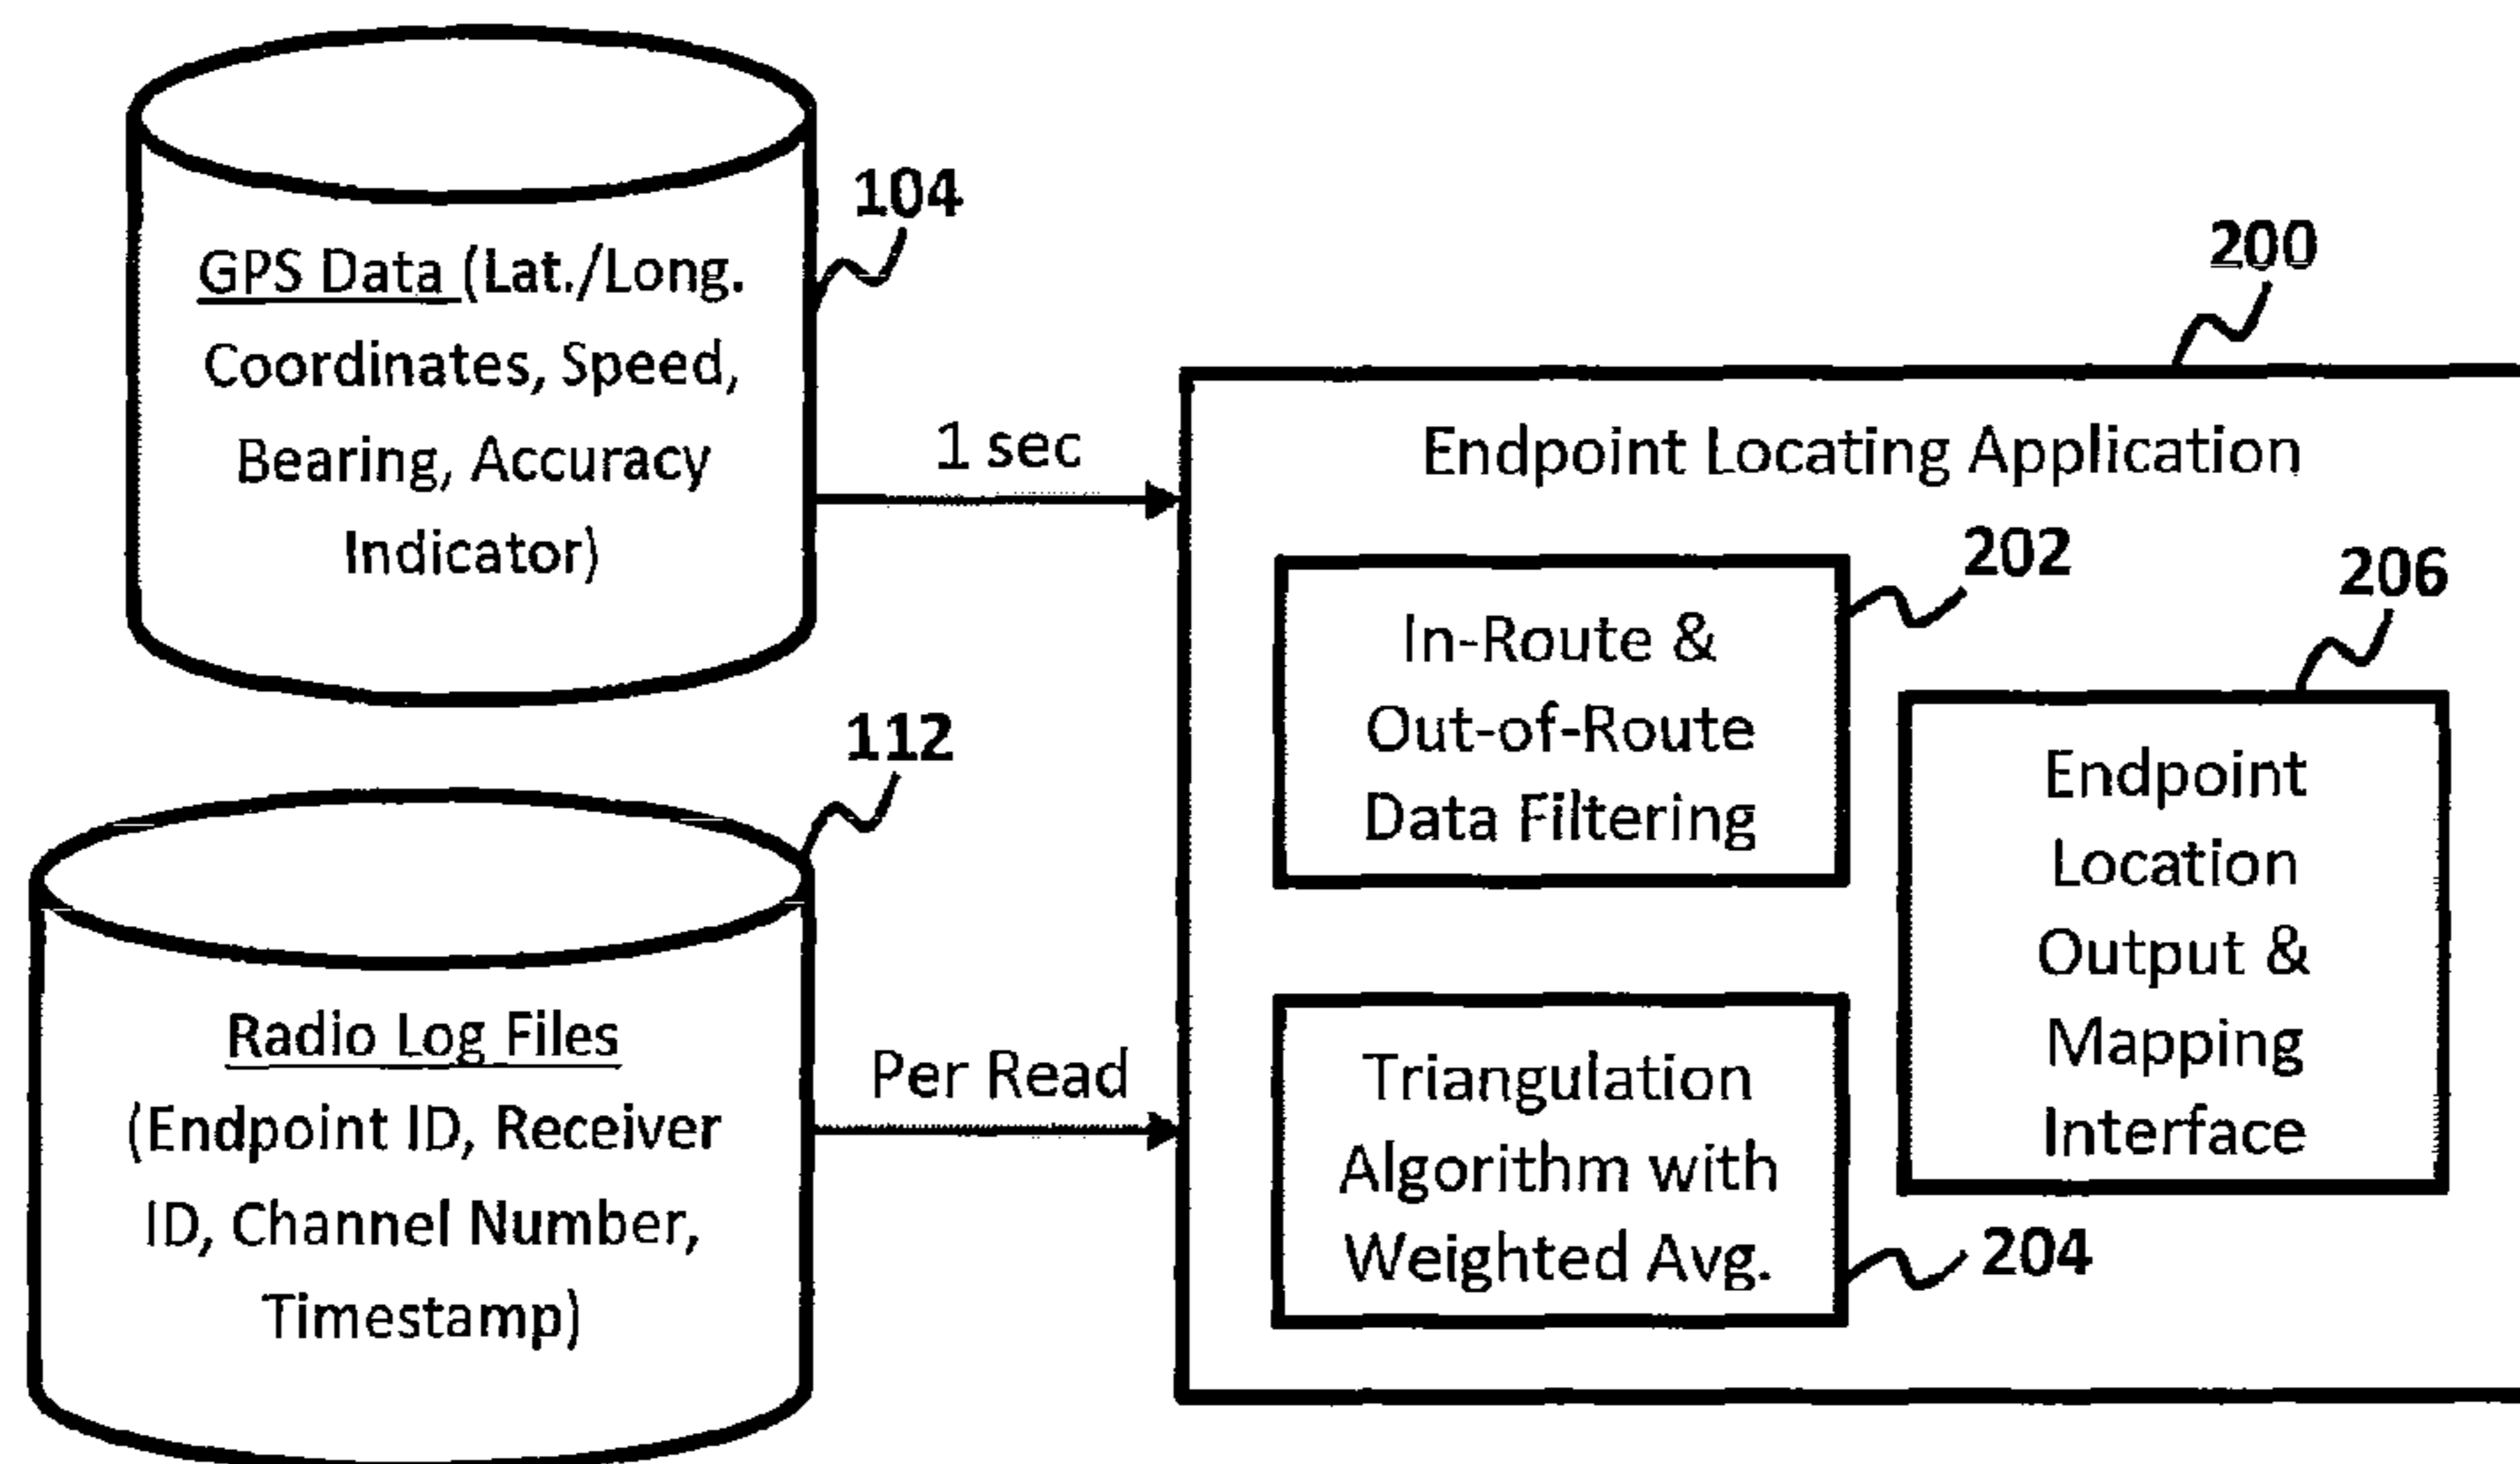 104
GPS Data (Lat./Long.
Coordinates, Speed,
Bearing, Accuracy
Indicator)
1 sec
112
Radio Log Files
(Endpoint ID, Receiver
ID, Channel Number,
Timestamp)
Per Read
200
Endpoint Locating Application
202
In-Route &
Out-of-Route
Data Filtering
206
Endpoint
Location
Output &
Mapping
Interface
Triangulation
Algorithm with
Weighted Avg.
204